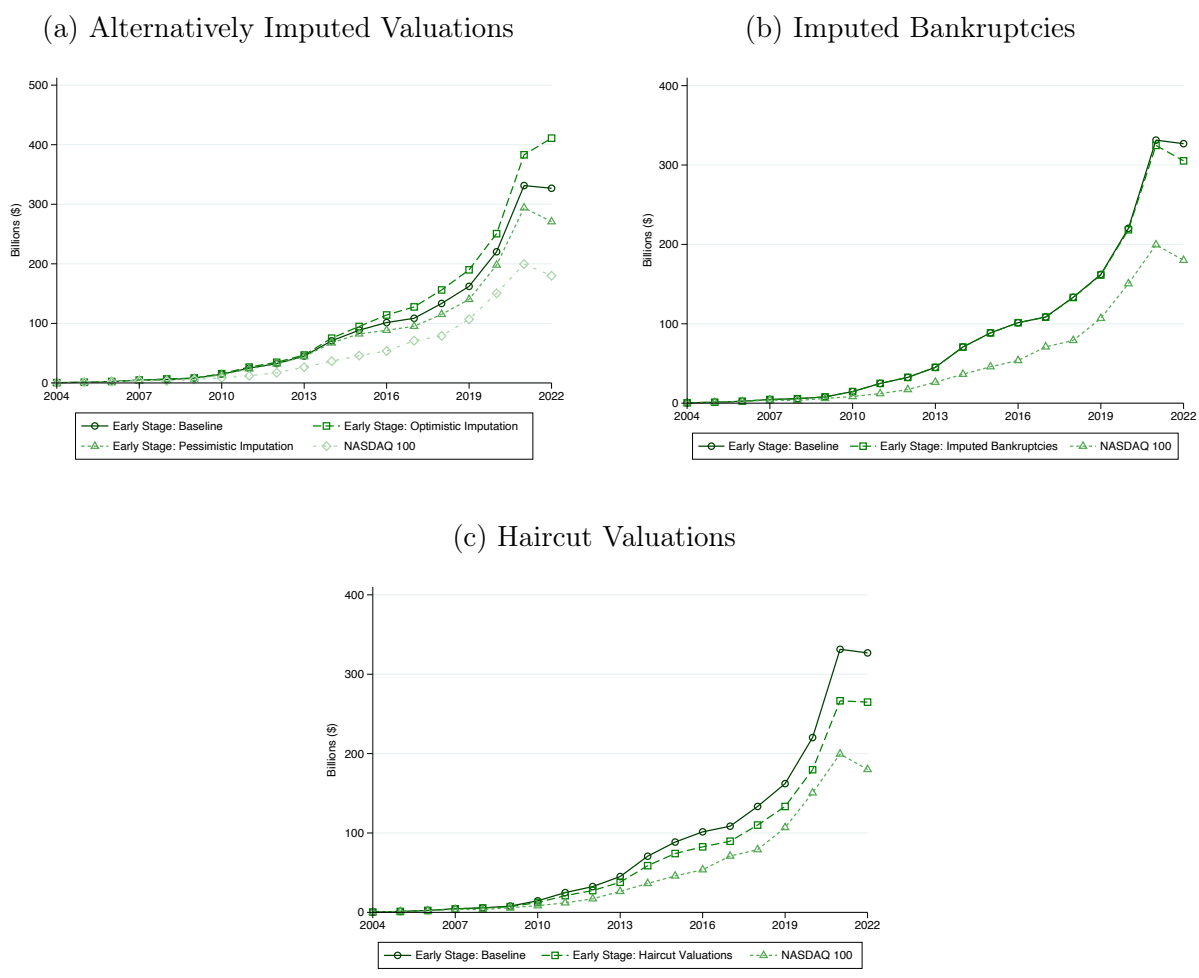 (a) Alternatively Imputed Valuations
500
400
300
200
100
0
Billions ($)
2004 2007 2010 2013 2016 2019 2022
Early Stage: Baseline Early Stage: Optimistic Imputation
Early Stage: Pessimistic Imputation NASDAQ 100
(b) Imputed Bankruptcies
400
300
200
100
0
Billions ($)
2004 2007 2010 2013 2016 2019 2022
Early Stage: Baseline Early Stage: Imputed Bankruptcies NASDAQ 100
(c) Haircut Valuations
400
300
200
100
0
Billions ($)
2004 2007 2010 2013 2016 2019 2022
Early Stage: Baseline Early Stage: Haircut Valuations NASDAQ 100